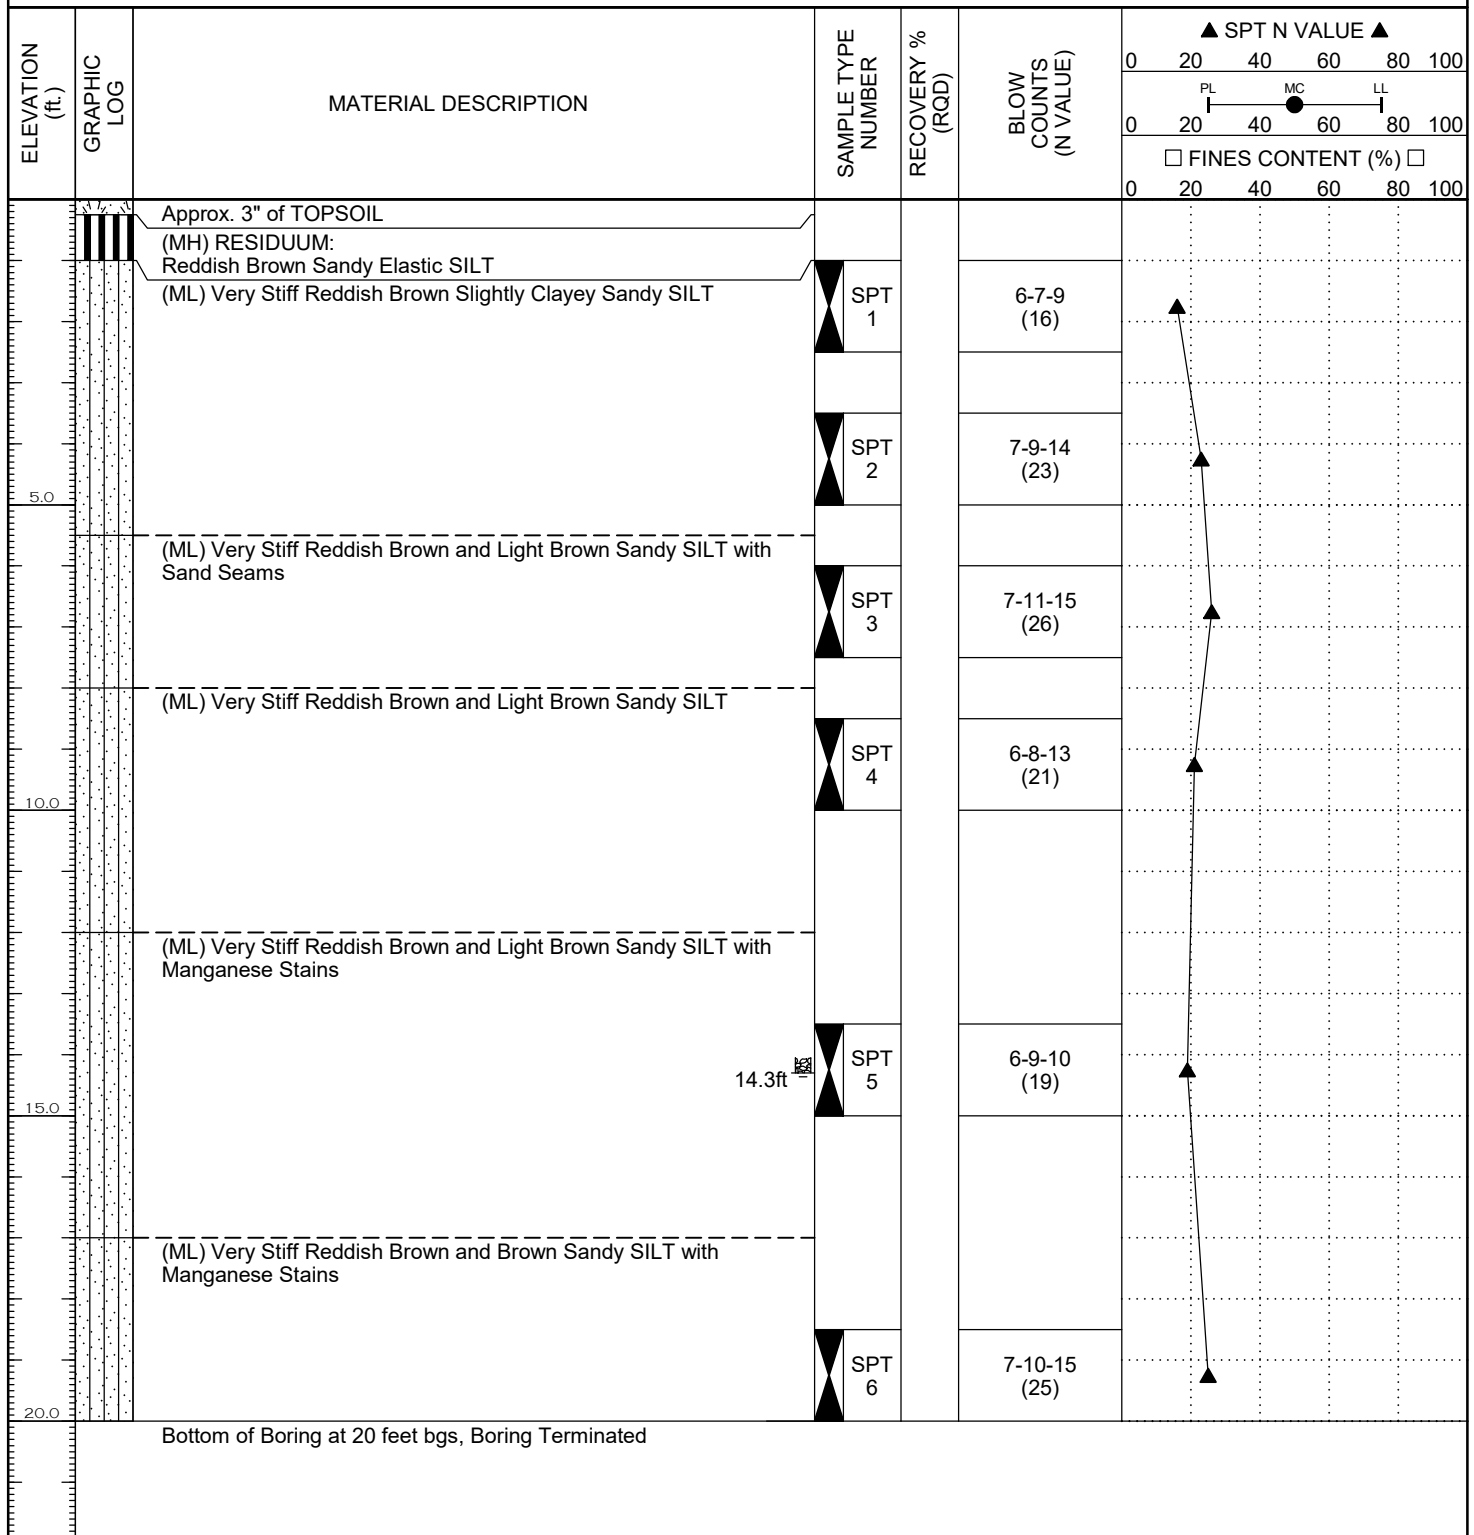 ELEVATION
(ft.)
GRAPHIC
LOG
MATERIAL DESCRIPTION
SAMPLE TYPE
NUMBER
RECOVERY %
(RQD)
BLOW
COUNTS
(N VALUE)
▲ SPT N VALUE ▲
0 20 40 60 80 100
PL MC LL
0 20 40 60 80 100
□ FINES CONTENT (%) □
0 20 40 60 80 100
Approx. 3" of TOPSOIL
(MH) RESIDUUM:
Reddish Brown Sandy Elastic SILT
(ML) Very Stiff Reddish Brown Slightly Clayey Sandy SILT
SPT
1
6-7-9
(16)
SPT
2
7-9-14
(23)
5.0
(ML) Very Stiff Reddish Brown and Light Brown Sandy SILT with
Sand Seams
SPT
3
7-11-15
(26)
(ML) Very Stiff Reddish Brown and Light Brown Sandy SILT
SPT
4
6-8-13
(21)
10.0
(ML) Very Stiff Reddish Brown and Light Brown Sandy SILT with
Manganese Stains
14.3ft
SPT
5
6-9-10
(19)
15.0
(ML) Very Stiff Reddish Brown and Brown Sandy SILT with
Manganese Stains
SPT
6
7-10-15
(25)
20.0
Bottom of Boring at 20 feet bgs, Boring Terminated